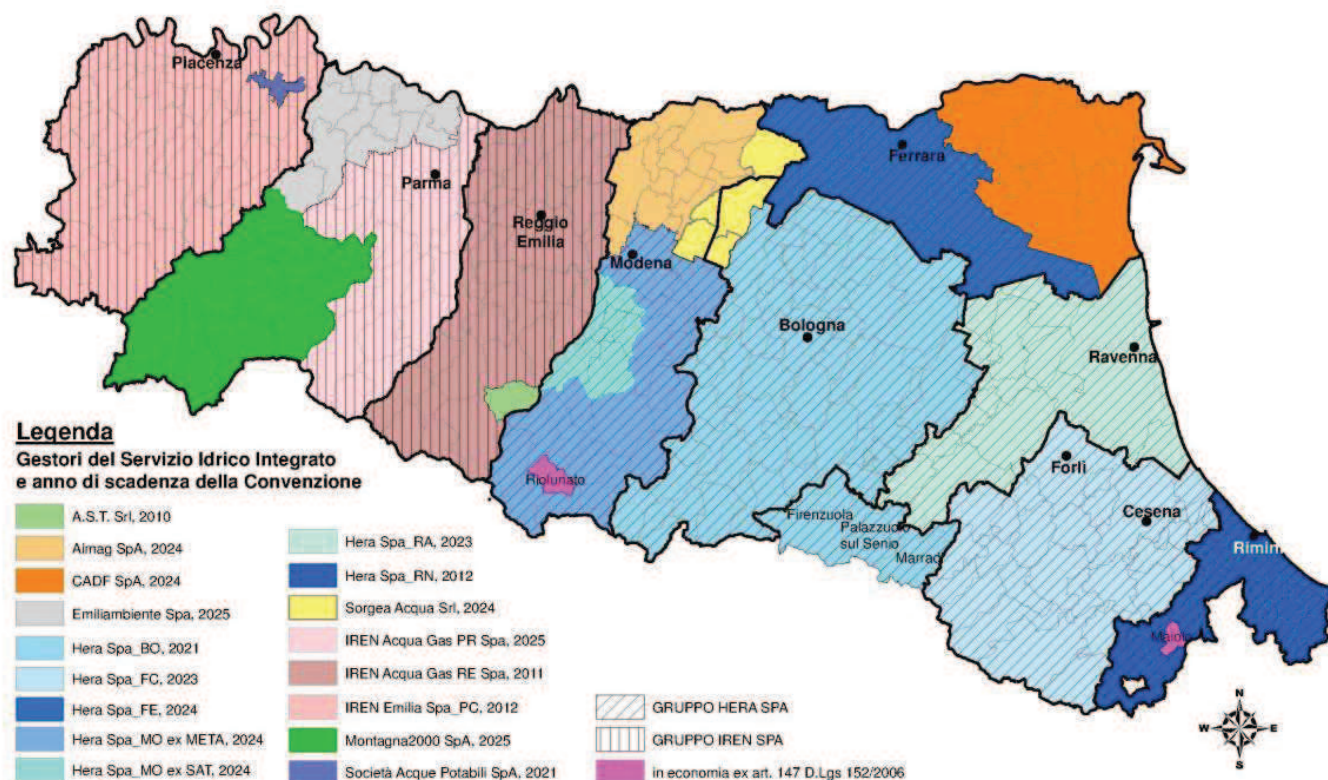 Piacenza
Parma
Reggio
Emilia
Modena
Ferrara
Bologna
Ravenna
Riolunato
Firenzuola
Palazzuolo
sul Senio
Marradi
Forlì
Cesena
Rimini
Maiolo
Legenda
Gestori del Servizio Idrico Integrato
e anno di scadenza della Convenzione
A.S.T. Srl, 2010
Aimag SpA, 2024
CADF SpA, 2024
Emiliambiente Spa, 2025
Hera Spa_BO, 2021
Hera Spa_FC, 2023
Hera Spa_FE, 2024
Hera Spa_MO ex META, 2024
Hera Spa_MO ex SAT, 2024
Hera Spa_RA, 2023
Hera Spa_RN, 2012
Sorgea Acqua Srl, 2024
IREN Acqua Gas PR Spa, 2025
IREN Acqua Gas RE Spa, 2011
IREN Emilia Spa_PC, 2012
Montagna2000 SpA, 2025
Società Acque Potabili SpA, 2021
GRUPPO HERA SPA
GRUPPO IREN SPA
in economia ex art. 147 D.Lgs 152/2006
N
W E
S